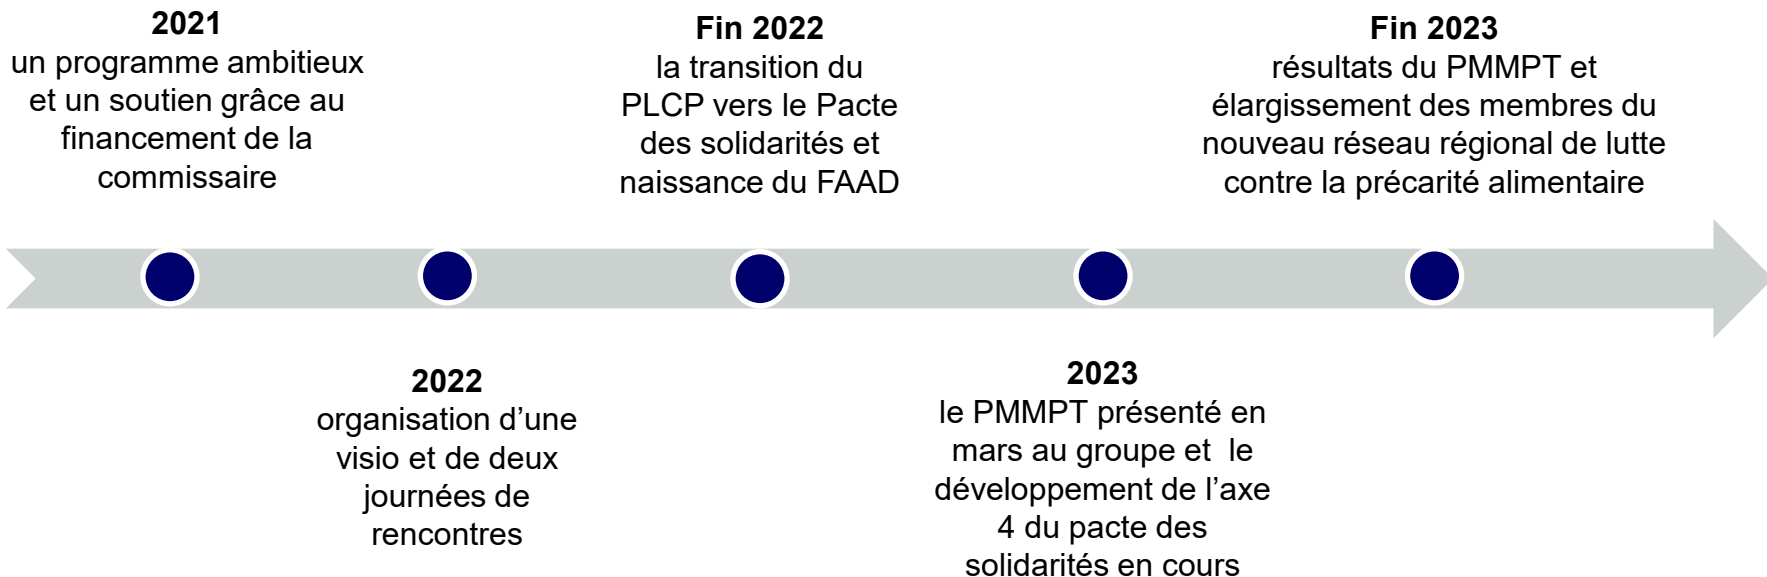 2021
un programme ambitieux
et un soutien grâce au
financement de la
commissaire
Fin 2022
la transition du
PLCP vers le Pacte
des solidarités et
naissance du FAAD
Fin 2023
résultats du PMMPT et
élargissement des membres du
nouveau réseau régional de lutte
contre la précarité alimentaire
2022
organisation d’une
visio et de deux
journées de
rencontres
2023
le PMMPT présenté en
mars au groupe et  le
développement de l’axe
4 du pacte des
solidarités en cours